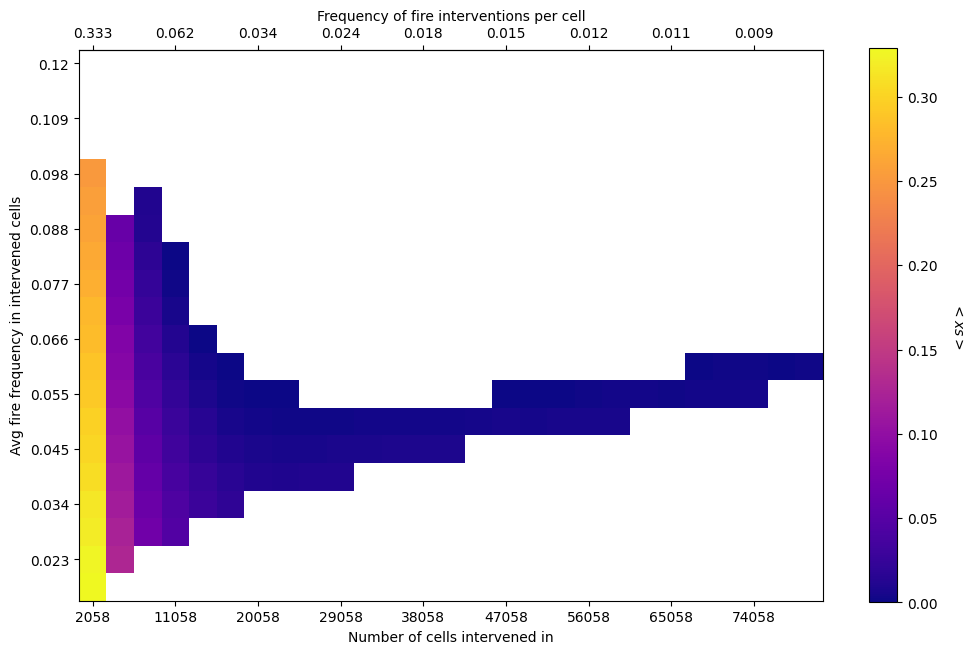 Frequency of fire interventions per cell
0.333 0.062 0.034 0.024 0.018 0.015 0.012 0.011 0.009
0.12
0.109
0.098
0.088
0.077
0.066
0.055
0.045
0.034
0.023
Avg fire frequency in intervened cells
2058 11058 20058 29058 38058 47058 56058 65058 74058
Number of cells intervened in
0.30
0.25
0.20
0.15
0.10
0.05
0.00
< sx >